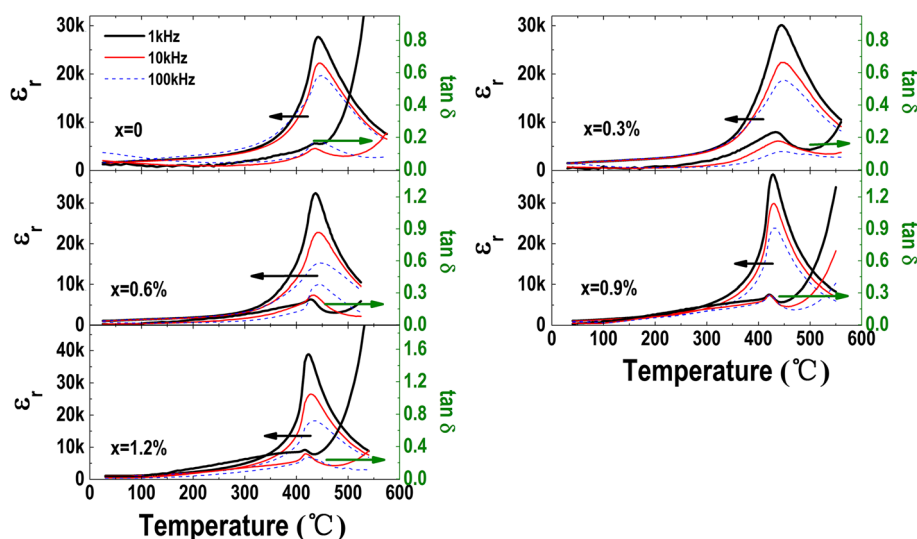 1kHz
10kHz
100kHz
30k
20k
10k
0
εr
x=0
0.8
0.6
0.4
0.2
0.0
tan δ
30k
20k
10k
0
εr
x=0.3%
0.8
0.6
0.4
0.2
0.0
tan δ
30k
20k
10k
0
εr
x=0.6%
1.2
0.9
0.6
0.3
0.0
tan δ
30k
20k
10k
0
εr
x=0.9%
1.2
0.9
0.6
0.3
0.0
tan δ
0 100 200 300 400 500 600
Temperature (℃)
40k
30k
20k
10k
0
εr
x=1.2%
1.6
1.2
0.8
0.4
0.0
tan δ
0 100 200 300 400 500 600
Temperature (℃)